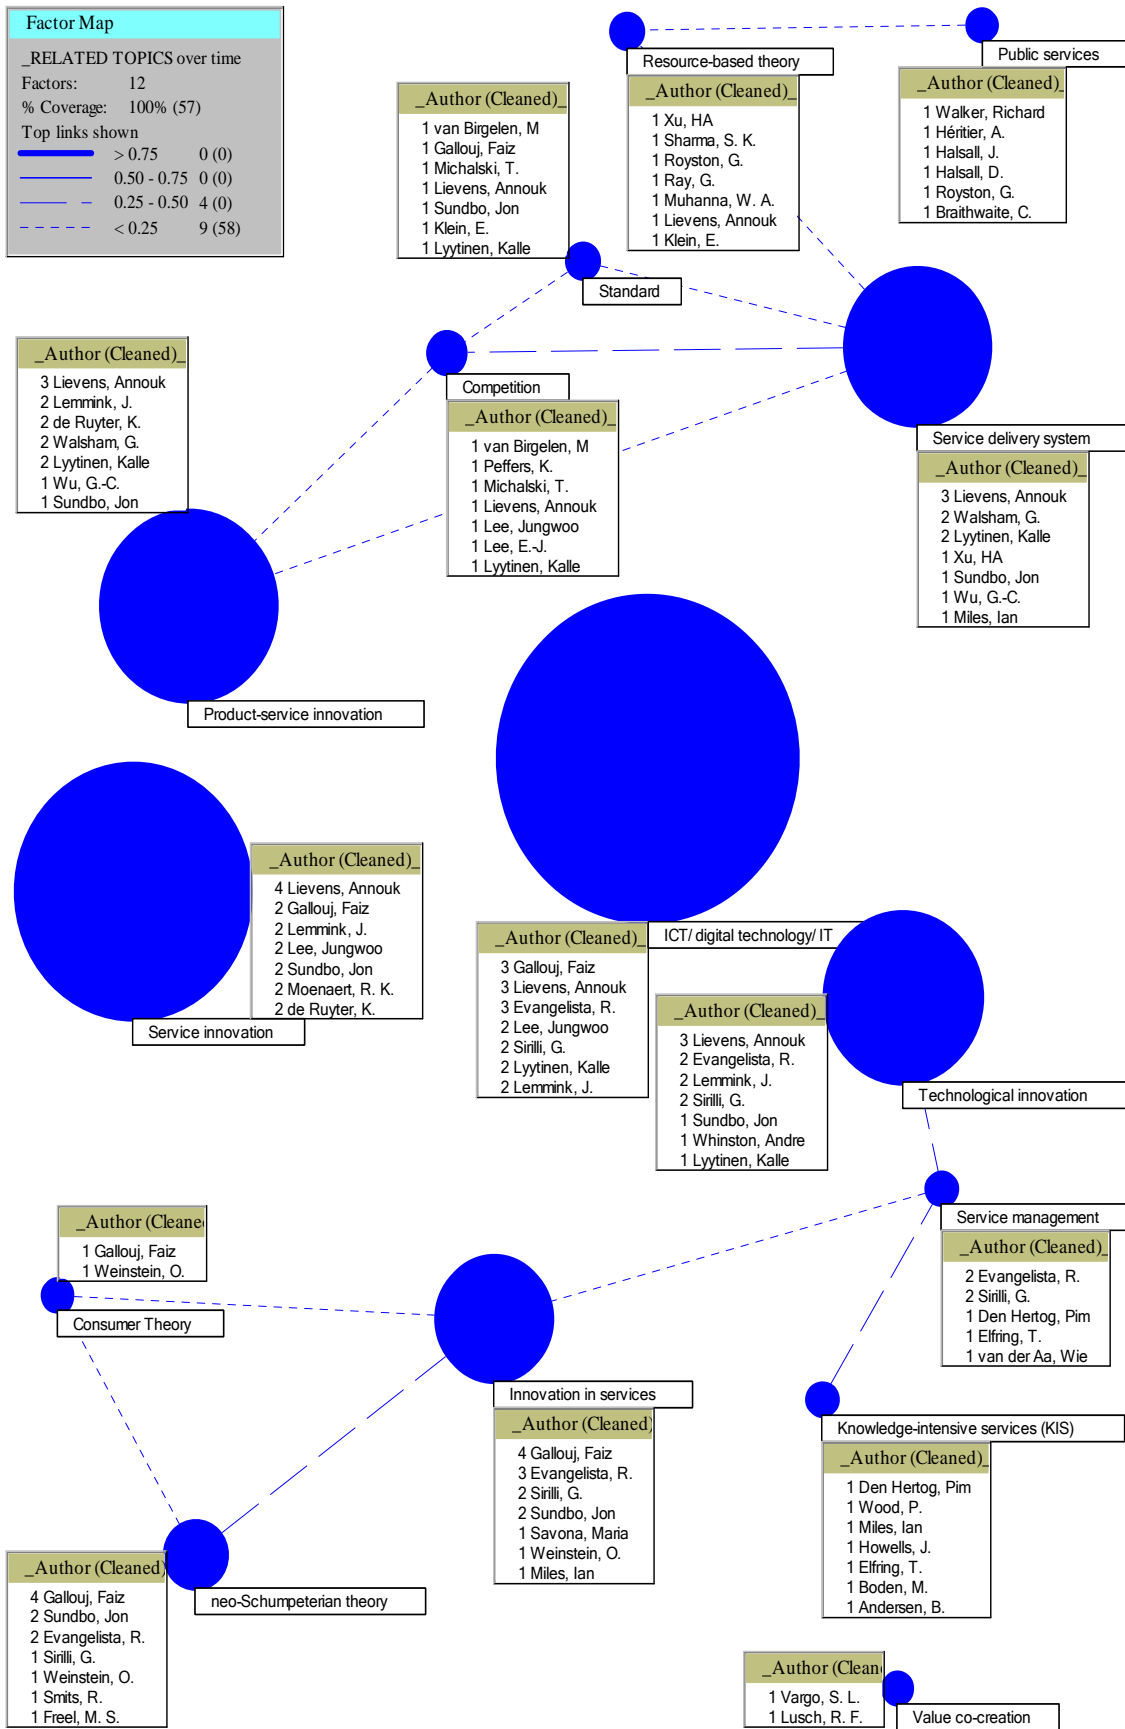 Factor Map
_RELATED TOPICS over time
Factors: 12
% Coverage: 100% (57)
Top links shown
> 0.75 0 (0)
0.50 - 0.75 0 (0)
0.25 - 0.50 4 (0)
< 0.25 9 (58)
Resource-based theory
_Author (Cleaned)_
1 Xu, HA
1 Sharma, S. K.
1 Royston, G.
1 Ray, G.
1 Muhanna, W. A.
1 Lievens, Annouk
1 Klein, E.
Public services
_Author (Cleaned)_
1 Walker, Richard
1 Héritier, A.
1 Halsall, J.
1 Halsall, D.
1 Royston, G.
1 Braithwaite, C.
_Author (Cleaned)_
1 van Birgelen, M
1 Gallouj, Faiz
1 Michalski, T.
1 Lievens, Annouk
1 Sundbo, Jon
1 Klein, E.
1 Lyytinen, Kalle
Standard
_Author (Cleaned)_
3 Lievens, Annouk
2 Lemmink, J.
2 de Ruyter, K.
2 Walsham, G.
2 Lyytinen, Kalle
1 Wu, G.-C.
1 Sundbo, Jon
Product-service innovation
Competition
_Author (Cleaned)_
1 van Birgelen, M
1 Peffers, K.
1 Michalski, T.
1 Lievens, Annouk
1 Lee, Jungwoo
1 Lee, E.-J.
1 Lyytinen, Kalle
Service delivery system
_Author (Cleaned)_
3 Lievens, Annouk
2 Walsham, G.
2 Lyytinen, Kalle
1 Xu, HA
1 Sundbo, Jon
1 Wu, G.-C.
1 Miles, Ian
_Author (Cleaned)_
4 Lievens, Annouk
2 Gallouj, Faiz
2 Lemmink, J.
2 Lee, Jungwoo
2 Sundbo, Jon
2 Moenaert, R. K.
2 de Ruyter, K.
Service innovation
ICT/ digital technology/ IT
_Author (Cleaned)_
3 Gallouj, Faiz
3 Lievens, Annouk
3 Evangelista, R.
2 Lee, Jungwoo
2 Sirilli, G.
2 Lyytinen, Kalle
2 Lemmink, J.
_Author (Cleaned)_
3 Lievens, Annouk
2 Evangelista, R.
2 Lemmink, J.
2 Sirilli, G.
1 Sundbo, Jon
1 Whinston, Andre
1 Lyytinen, Kalle
Technological innovation
Service management
_Author (Cleaned)_
2 Evangelista, R.
2 Sirilli, G.
1 Den Hertog, Pim
1 Elfring, T.
1 van der Aa, Wie
_Author (Cleane
1 Gallouj, Faiz
1 Weinstein, O.
Consumer Theory
Innovation in services
_Author (Cleaned)
4 Gallouj, Faiz
3 Evangelista, R.
2 Sirilli, G.
2 Sundbo, Jon
1 Savona, Maria
1 Weinstein, O.
1 Miles, Ian
Knowledge-intensive services (KIS)
_Author (Cleaned)_
1 Den Hertog, Pim
1 Wood, P.
1 Miles, Ian
1 Howells, J.
1 Elfring, T.
1 Boden, M.
1 Andersen, B.
_Author (Cleaned)
4 Gallouj, Faiz
2 Sundbo, Jon
2 Evangelista, R.
1 Sirilli, G.
1 Weinstein, O.
1 Smits, R.
1 Freel, M. S.
neo-Schumpeterian theory
_Author (Clean
1 Vargo, S. L.
1 Lusch, R. F.
Value co-creation